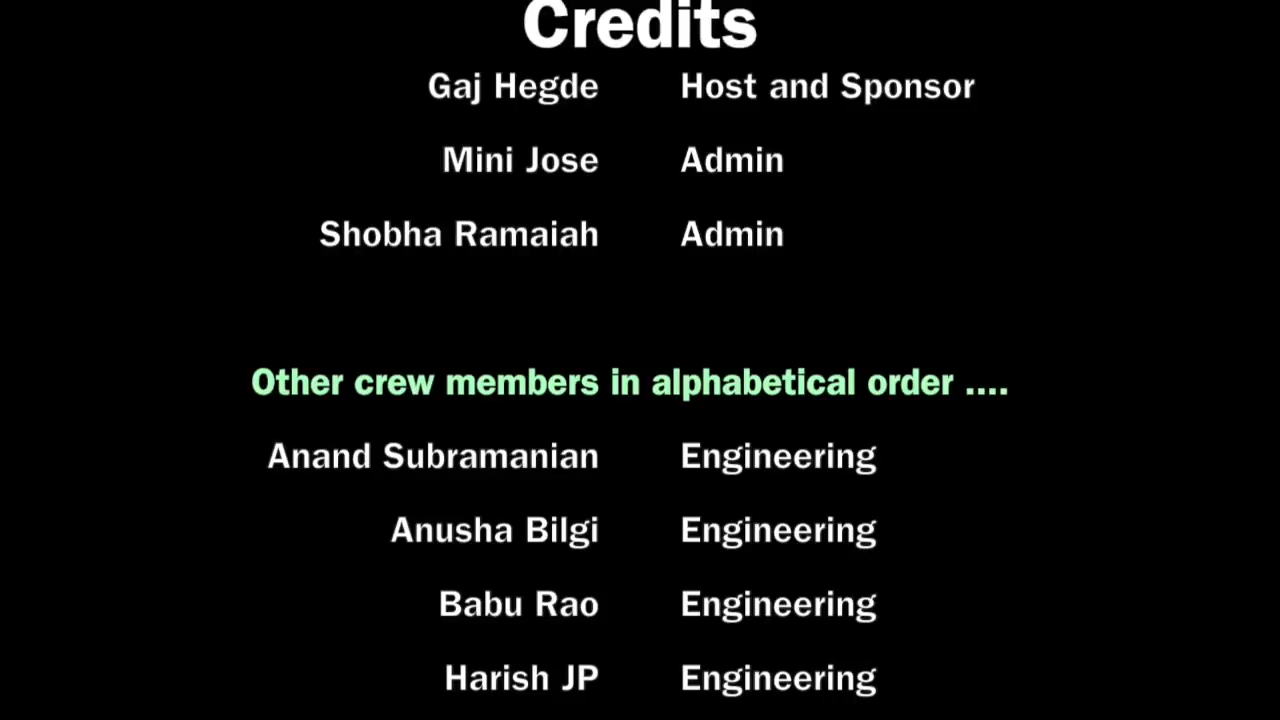 Credits
Gaj Hegde Host and Sponsor
Mini Jose Admin
Shobha Ramaiah Admin
Other crew members in alphabetical order ....
Anand Subramanian Engineering
Anusha Bilgi Engineering
Babu Rao Engineering
Harish JP Engineering